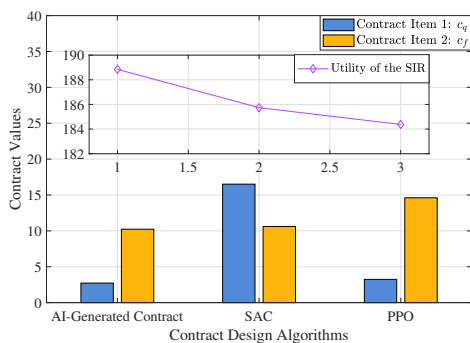 Contract Item 1: c_q
Contract Item 2: c_f
Utility of the SIR
190
188
186
184
182
1 1.5 2 2.5 3
40
35
30
25
20
15
10
5
0
Contract Values
AI-Generated Contract SAC PPO
Contract Design Algorithms